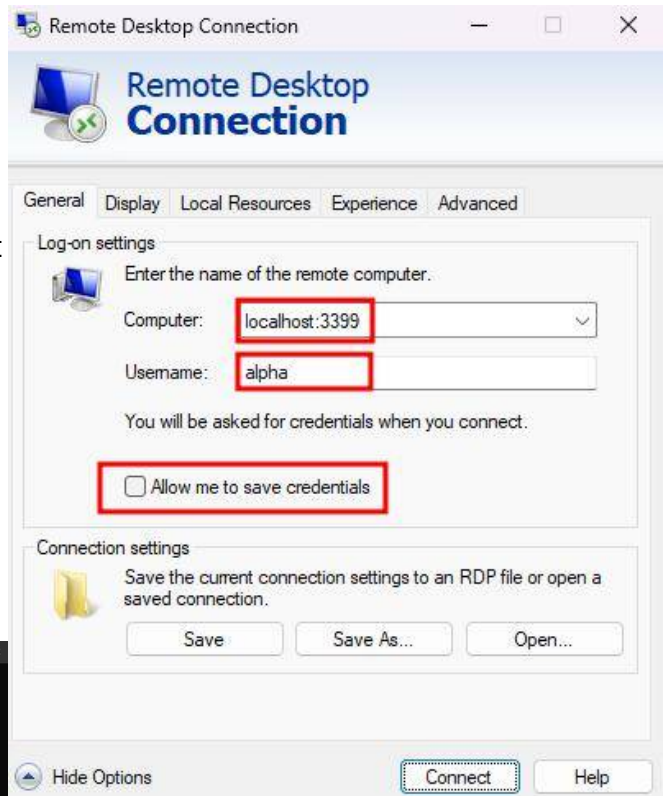 Remote Desktop Connection
Remote Desktop
Connection
General Display Local Resources Experience Advanced
Log-on settings
Enter the name of the remote computer.
Computer: localhost:3399
Username: alpha
You will be asked for credentials when you connect.
Allow me to save credentials
Connection settings
Save the current connection settings to an RDP file or open a
saved connection.
Save Save As... Open...
Hide Options Connect Help